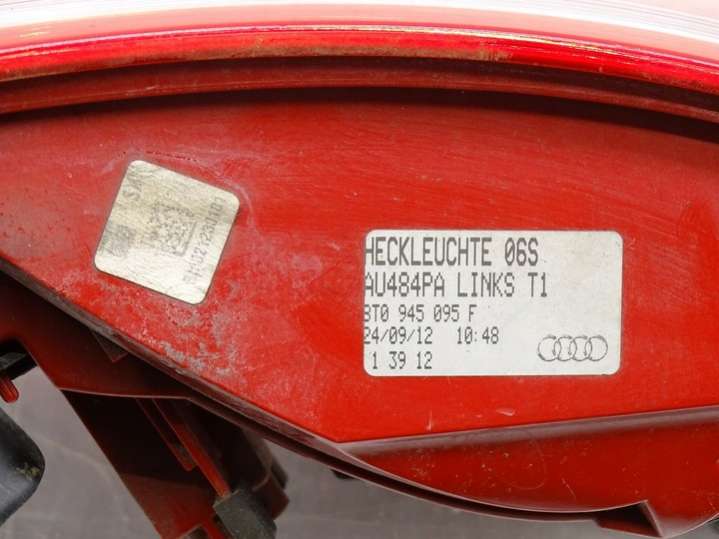 HECKLEUCHTE 06S
AU484PA LINKS T1
8T0 945 095 F
24/09/12 10:48
1 39 12